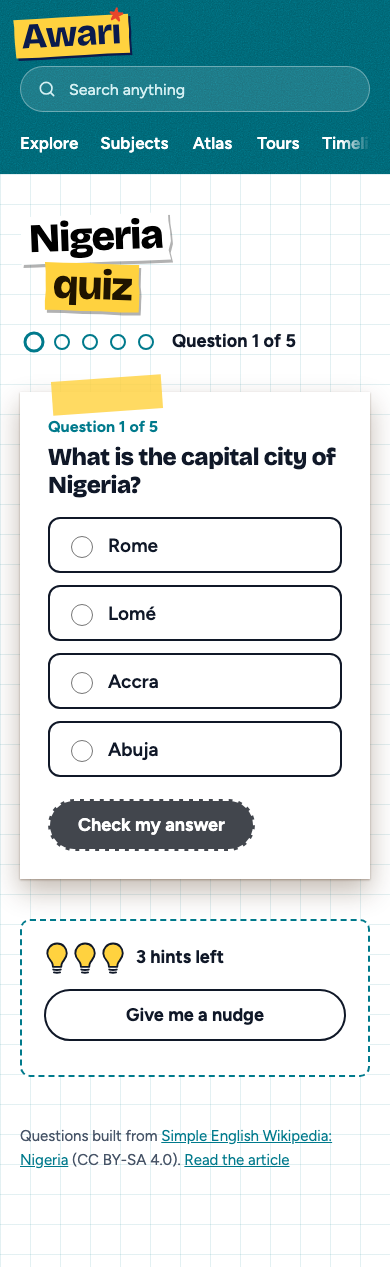 Awari
Search anything
Explore Subjects Atlas Tours Timeli
Nigeria
quiz
Question 1 of 5
Question 1 of 5
What is the capital city of
Nigeria?
Rome
Lomé
Accra
Abuja
Check my answer
3 hints left
Give me a nudge
Questions built from Simple English Wikipedia:
Nigeria (CC BY-SA 4.0). Read the article